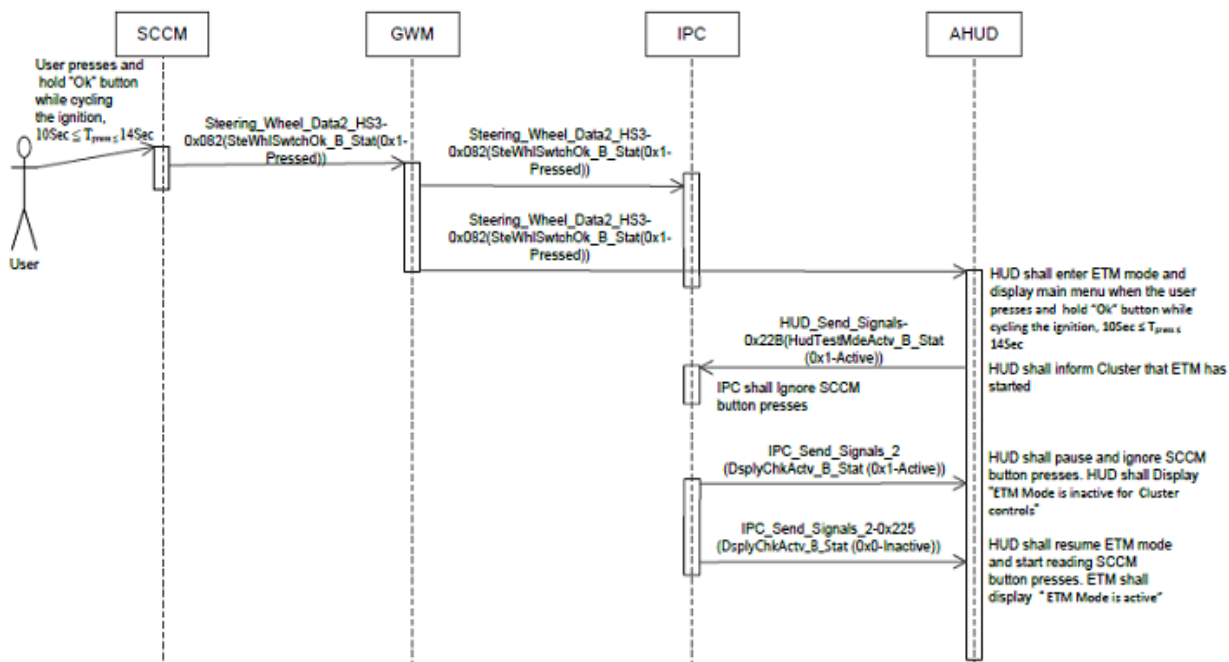 SCCM
GWM
IPC
AHUD
User presses and
hold "Ok" button
while cycling
the ignition,
10Sec ≤ Tpress ≤ 14Sec
User
Steering_Wheel_Data2_HS3-
0x082(SteWhlSwtchOk_B_Stat(0x1-
Pressed))
Steering_Wheel_Data2_HS3-
0x082(SteWhlSwtchOk_B_Stat(0x1-
Pressed))
Steering_Wheel_Data2_HS3-
0x082(SteWhlSwtchOk_B_Stat(0x1-
Pressed))
HUD shall enter ETM mode and
display main menu when the user
presses and hold "Ok" button while
cycling the ignition, 10Sec ≤ Tpress ≤
14Sec
HUD_Send_Signals-
0x22B(HudTestMdeActv_B_Stat
(0x1-Active))
HUD shall inform Cluster that ETM has
started
IPC shall Ignore SCCM
button presses
IPC_Send_Signals_2
(DsplyChkActv_B_Stat (0x1-Active))
HUD shall pause and ignore SCCM
button presses. HUD shall Display
"ETM Mode is inactive for Cluster
controls"
IPC_Send_Signals_2-0x225
(DsplyChkActv_B_Stat (0x0-Inactive))
HUD shall resume ETM mode
and start reading SCCM
button presses. ETM shall
display " ETM Mode is active"